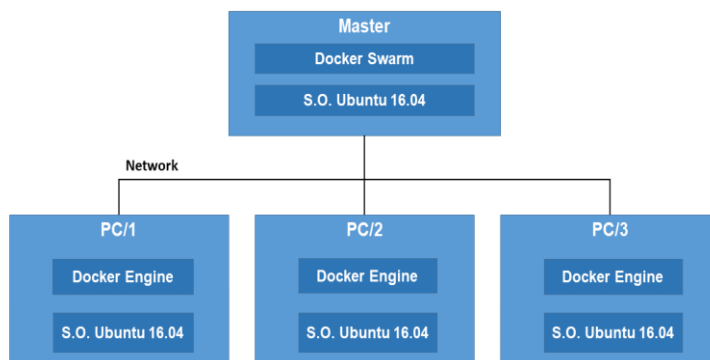 Master
Docker Swarm
S.O. Ubuntu 16.04
Network
PC/1
PC/2
PC/3
Docker Engine
Docker Engine
Docker Engine
S.O. Ubuntu 16.04
S.O. Ubuntu 16.04
S.O. Ubuntu 16.04